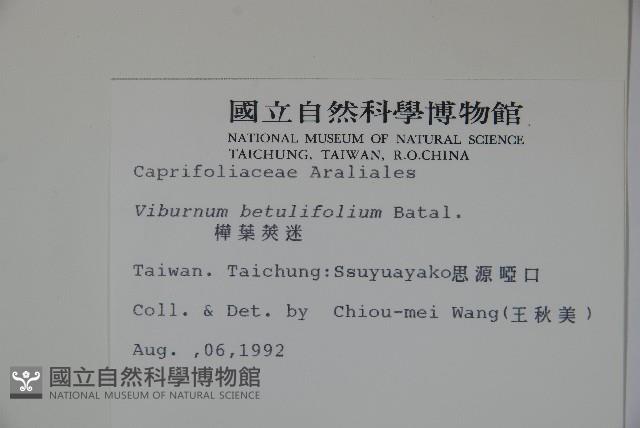 國立自然科學博物館
NATIONAL MUSEUM OF NATURAL SCIENCE
TAICHUNG, TAIWAN, R.O.CHINA
Caprifoliaceae Araliales
Viburnum betulifolium Batal.
樺葉莢迷
Taiwan. Taichung:Ssuyuayako思源啞口
Coll. & Det. by Chiou-mei Wang(王秋美)
Aug. ,06,1992
國立自然科學博物館
NATIONAL MUSEUM OF NATURAL SCIENCE